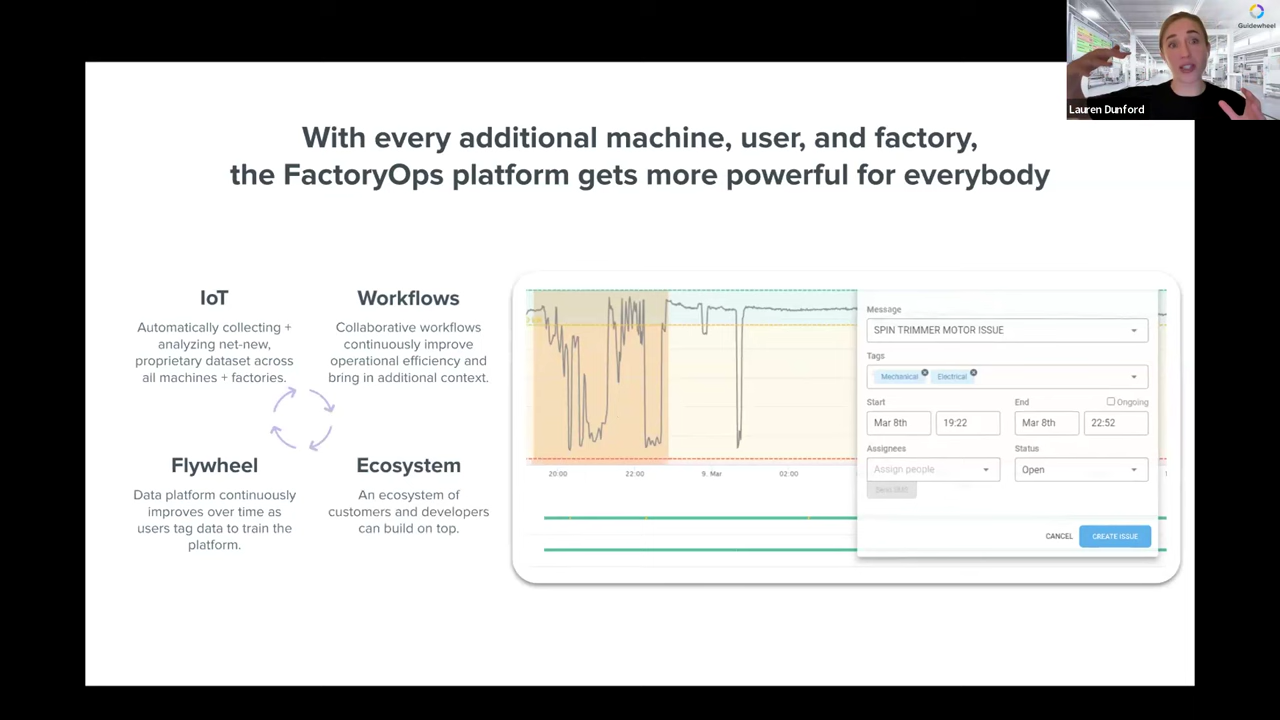 Guidewheel
Lauren Dunford
With every additional machine, user, and factory,
the FactoryOps platform gets more powerful for everybody
IoT
Automatically collecting +
analyzing net-new,
proprietary dataset across
all machines + factories.
Workflows
Collaborative workflows
continuously improve
operational efficiency and
bring in additional context.
Flywheel
Data platform continuously
improves over time as
users tag data to train the
platform.
Ecosystem
An ecosystem of
customers and developers
can build on top.
20:00 22:00 9. Mar 02:00
Message
SPIN TRIMMER MOTOR ISSUE
Tags
Mechanical Electrical
Start End Ongoing
Mar 8th 19:22 Mar 8th 22:52
Assignees Status
Assign people Open
CANCEL CREATE ISSUE